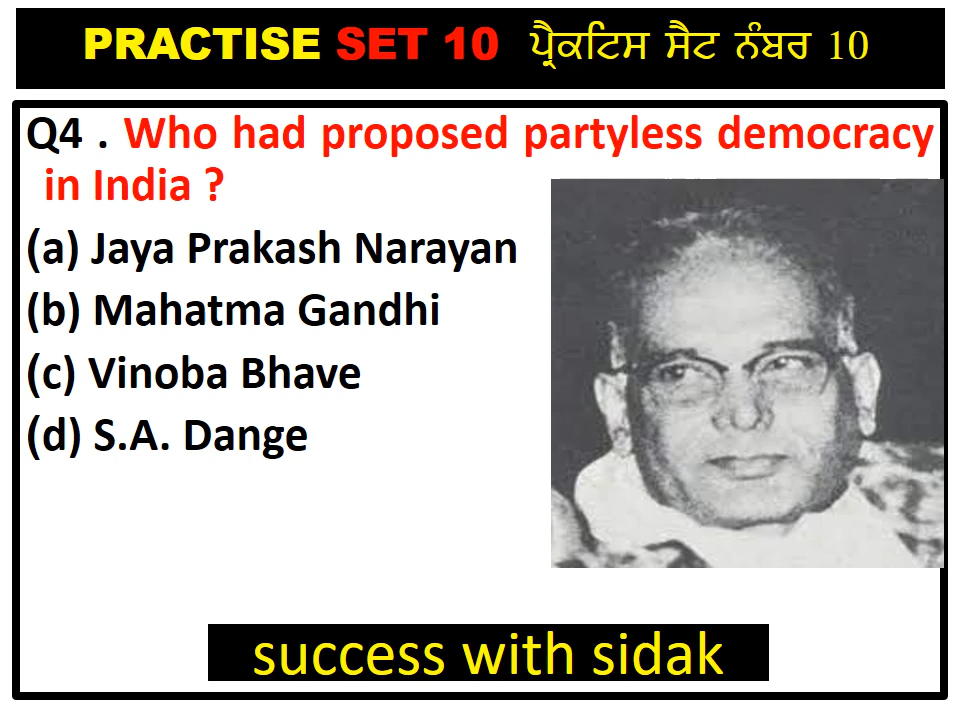 PRACTISE SET 10 ਪ੍ਰੈਕਟਿਸ ਸੈਟ ਨੰਬਰ 10
Q4 . Who had proposed partyless democracy
in India ?
(a) Jaya Prakash Narayan
(b) Mahatma Gandhi
(c) Vinoba Bhave
(d) S.A. Dange
success with sidak